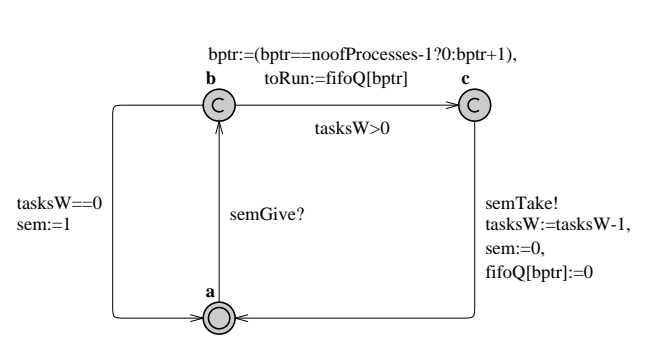 bptr:=(bptr==noofProcesses-1?0:bptr+1),
toRun:=fifoQ[bptr]
b
c
C
C
tasksW>0
tasksW==0
sem:=1
semGive?
semTake!
tasksW:=tasksW-1,
sem:=0,
fifoQ[bptr]:=0
a